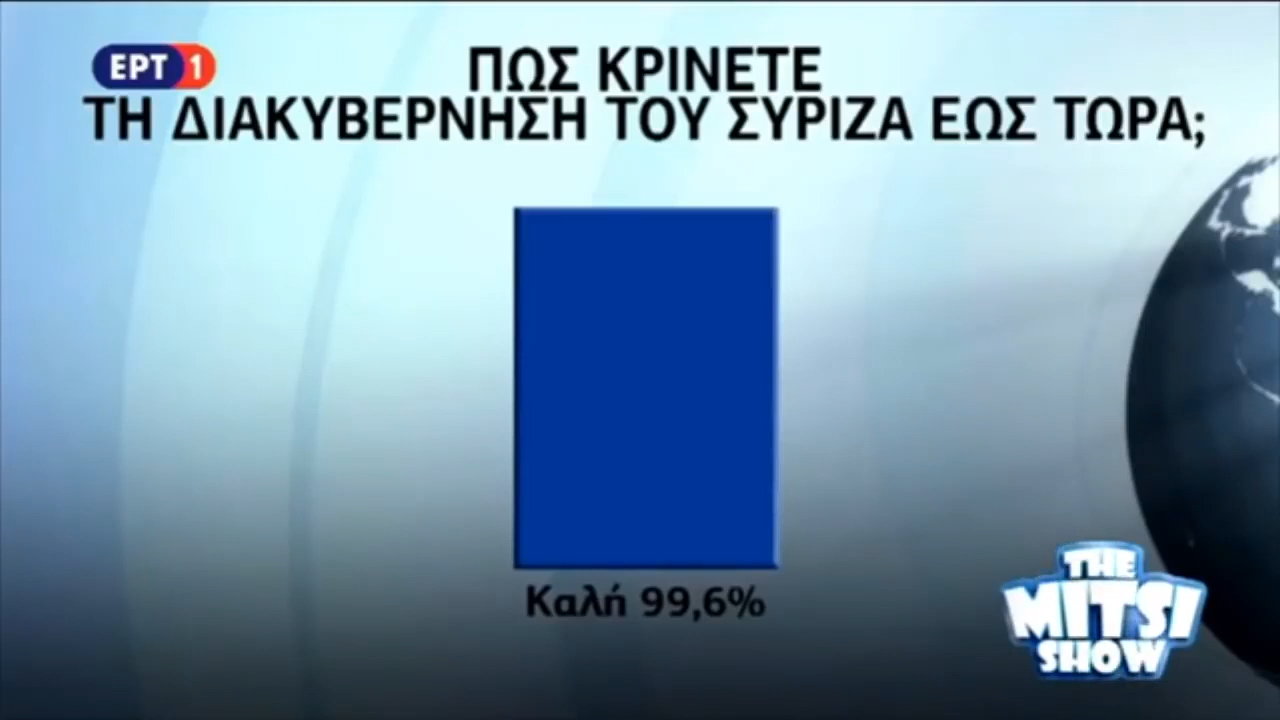 ΕΡΤ 1
ΠΩΣ ΚΡΙΝΕΤΕ
ΤΗ ΔΙΑΚΥΒΕΡΝΗΣΗ ΤΟΥ ΣΥΡΙΖΑ ΕΩΣ ΤΩΡΑ;
Καλή 99,6%
THE
MITSI
SHOW